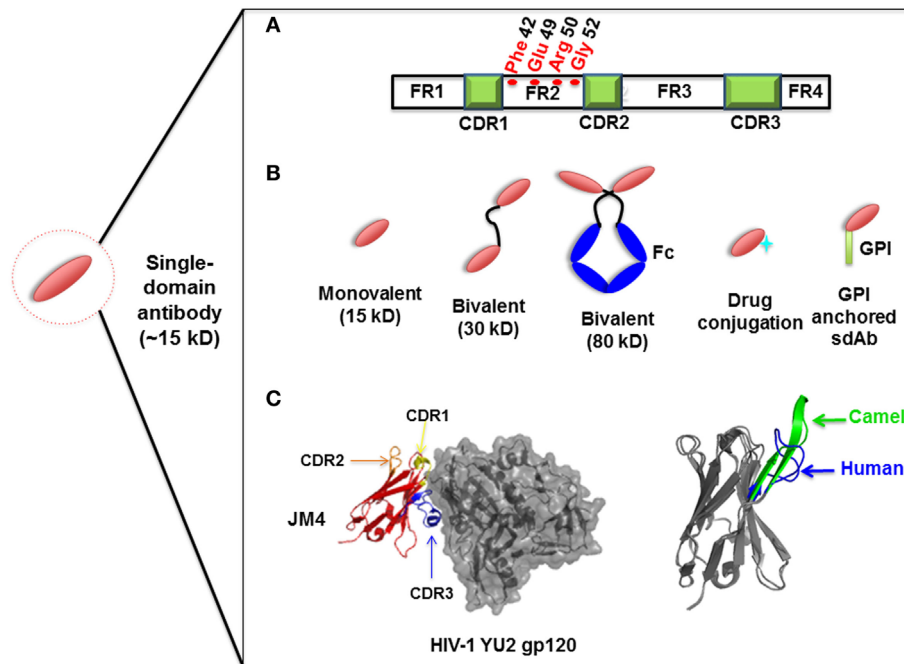 A
Phe 42
Glu 49
Arg 50
Gly 52
FR1
FR2
FR3
FR4
CDR1
CDR2
CDR3
Single-
domain
antibody
(~15 kD)
B
Monovalent
(15 kD)
Bivalent
(30 kD)
Fc
Bivalent
(80 kD)
Drug
conjugation
GPI
GPI
anchored
sdAb
C
CDR1
CDR2
JM4
CDR3
HIV-1 YU2 gp120
Camel
Human